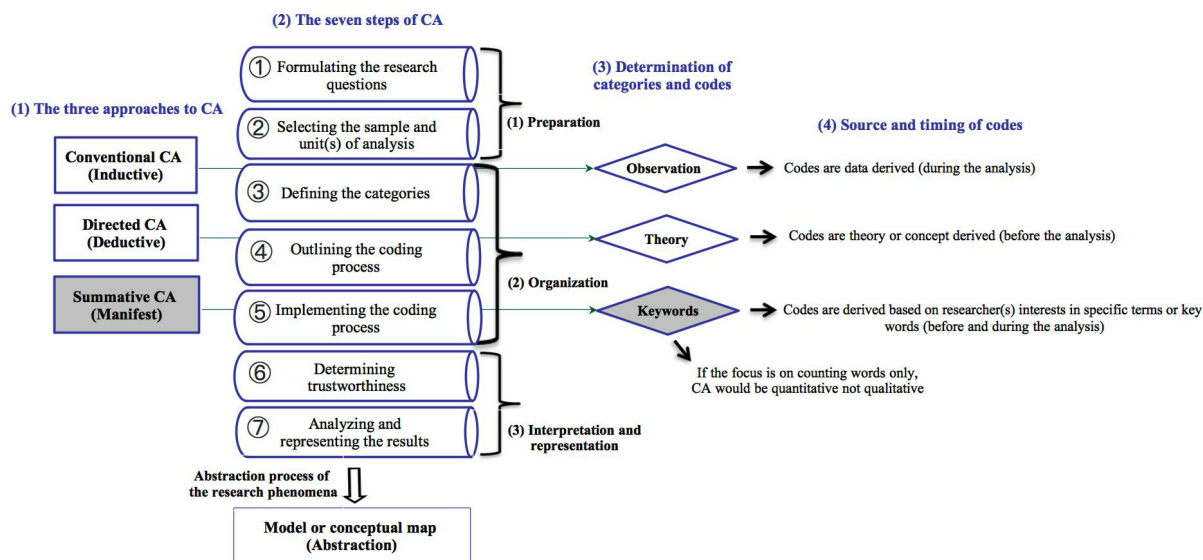 (1) The three approaches to CA
Conventional CA
(Inductive)
Directed CA
(Deductive)
Summative CA
(Manifest)
(2) The seven steps of CA
① Formulating the research
questions
② Selecting the sample and
unit(s) of analysis
③ Defining the categories
④ Outlining the coding
process
⑤ Implementing the coding
process
⑥ Determining
trustworthiness
⑦ Analyzing and
representing the results
(1) Preparation
(2) Organization
(3) Interpretation and
representation
Abstraction process of
the research phenomena
Model or conceptual map
(Abstraction)
(3) Determination of
categories and codes
Observation
Theory
Keywords
If the focus is on counting words only,
CA would be quantitative not qualitative
(4) Source and timing of codes
Codes are data derived (during the analysis)
Codes are theory or concept derived (before the analysis)
Codes are derived based on researcher(s) interests in specific terms or key
words (before and during the analysis)